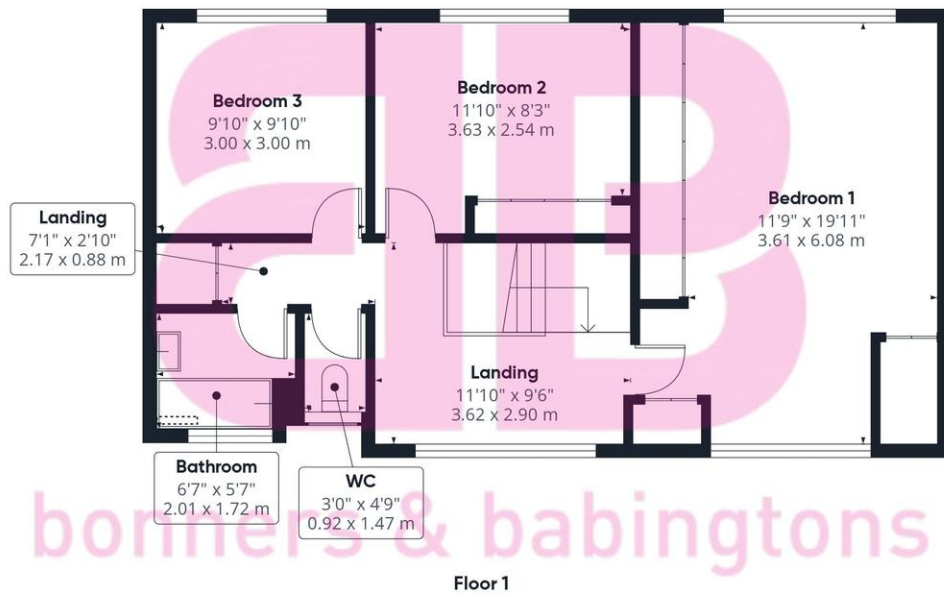 Bedroom 3
9'10" x 9'10"
3.00 x 3.00 m
Bedroom 2
11'10" x 8'3"
3.63 x 2.54 m
Bedroom 1
11'9" x 19'11"
3.61 x 6.08 m
Landing
7'1" x 2'10"
2.17 x 0.88 m
Landing
11'10" x 9'6"
3.62 x 2.90 m
Bathroom
6'7" x 5'7"
2.01 x 1.72 m
WC
3'0" x 4'9"
0.92 x 1.47 m
bonners & babingtons
Floor 1